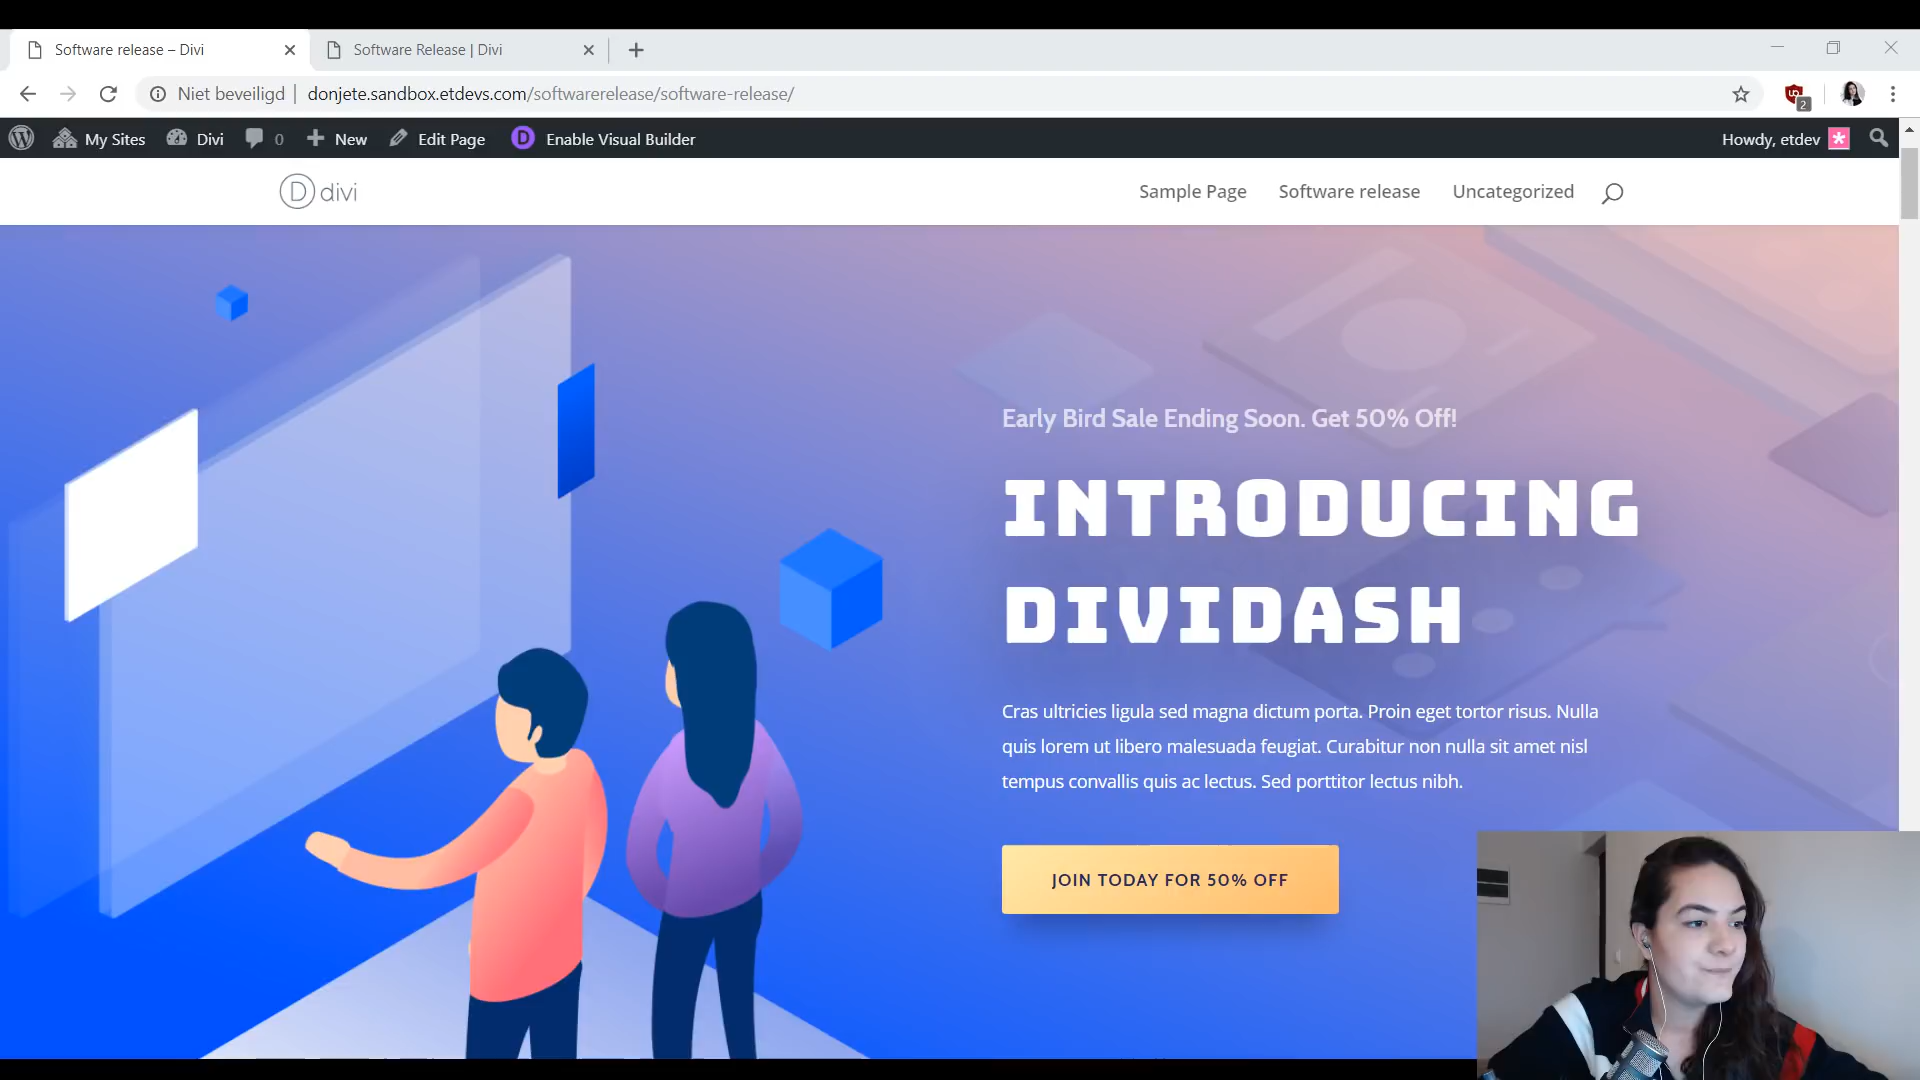 Software release – Divi
Software Release | Divi
Niet beveiligd | donjete.sandbox.etdevs.com/softwarerelease/software-release/
2
My Sites Divi 0 New Edit Page D Enable Visual Builder Howdy, etdev
D divi Sample Page Software release Uncategorized
Early Bird Sale Ending Soon. Get 50% Off!
INTRODUCING
DIVIDASH
Cras ultricies ligula sed magna dictum porta. Proin eget tortor risus. Nulla
quis lorem ut libero malesuada feugiat. Curabitur non nulla sit amet nisl
tempus convallis quis ac lectus. Sed porttitor lectus nibh.
JOIN TODAY FOR 50% OFF